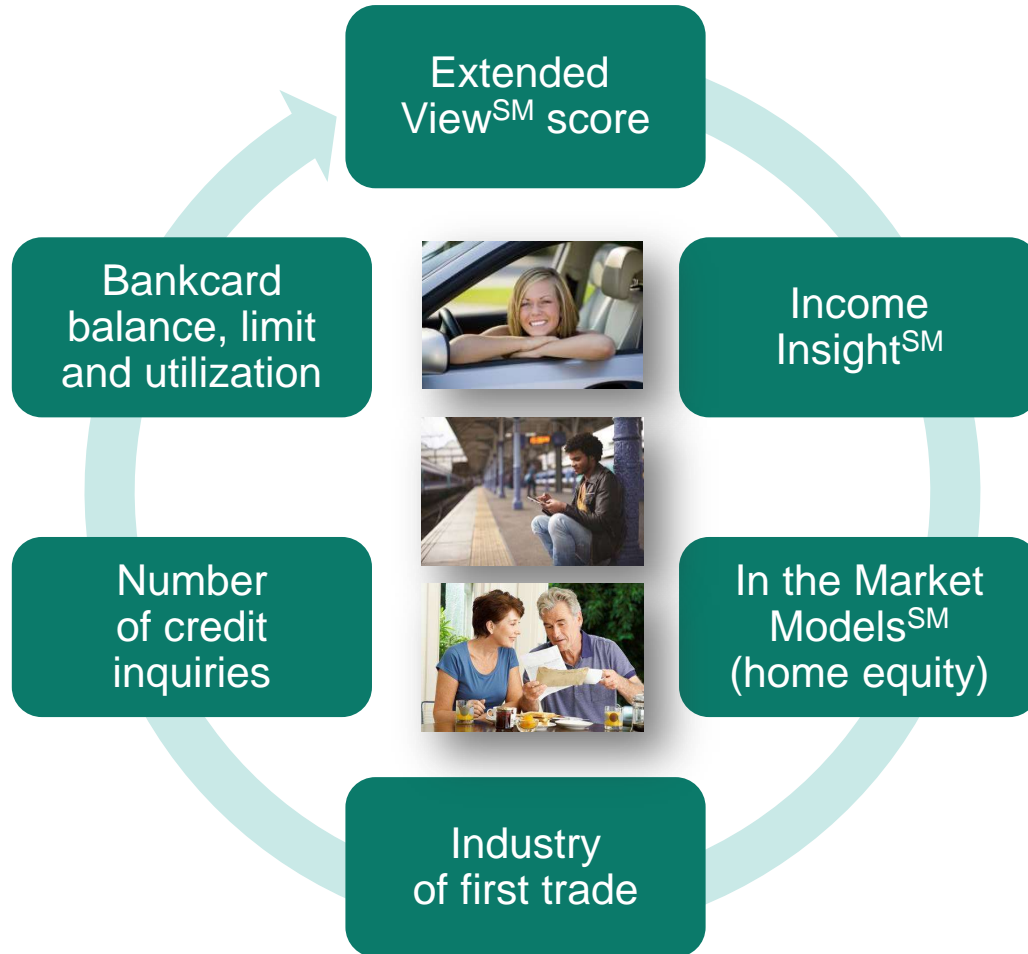 Extended
View℠ score
Income
Insight℠
In the Market
Models℠
(home equity)
Industry
of first trade
Number
of credit
inquiries
Bankcard
balance, limit
and utilization